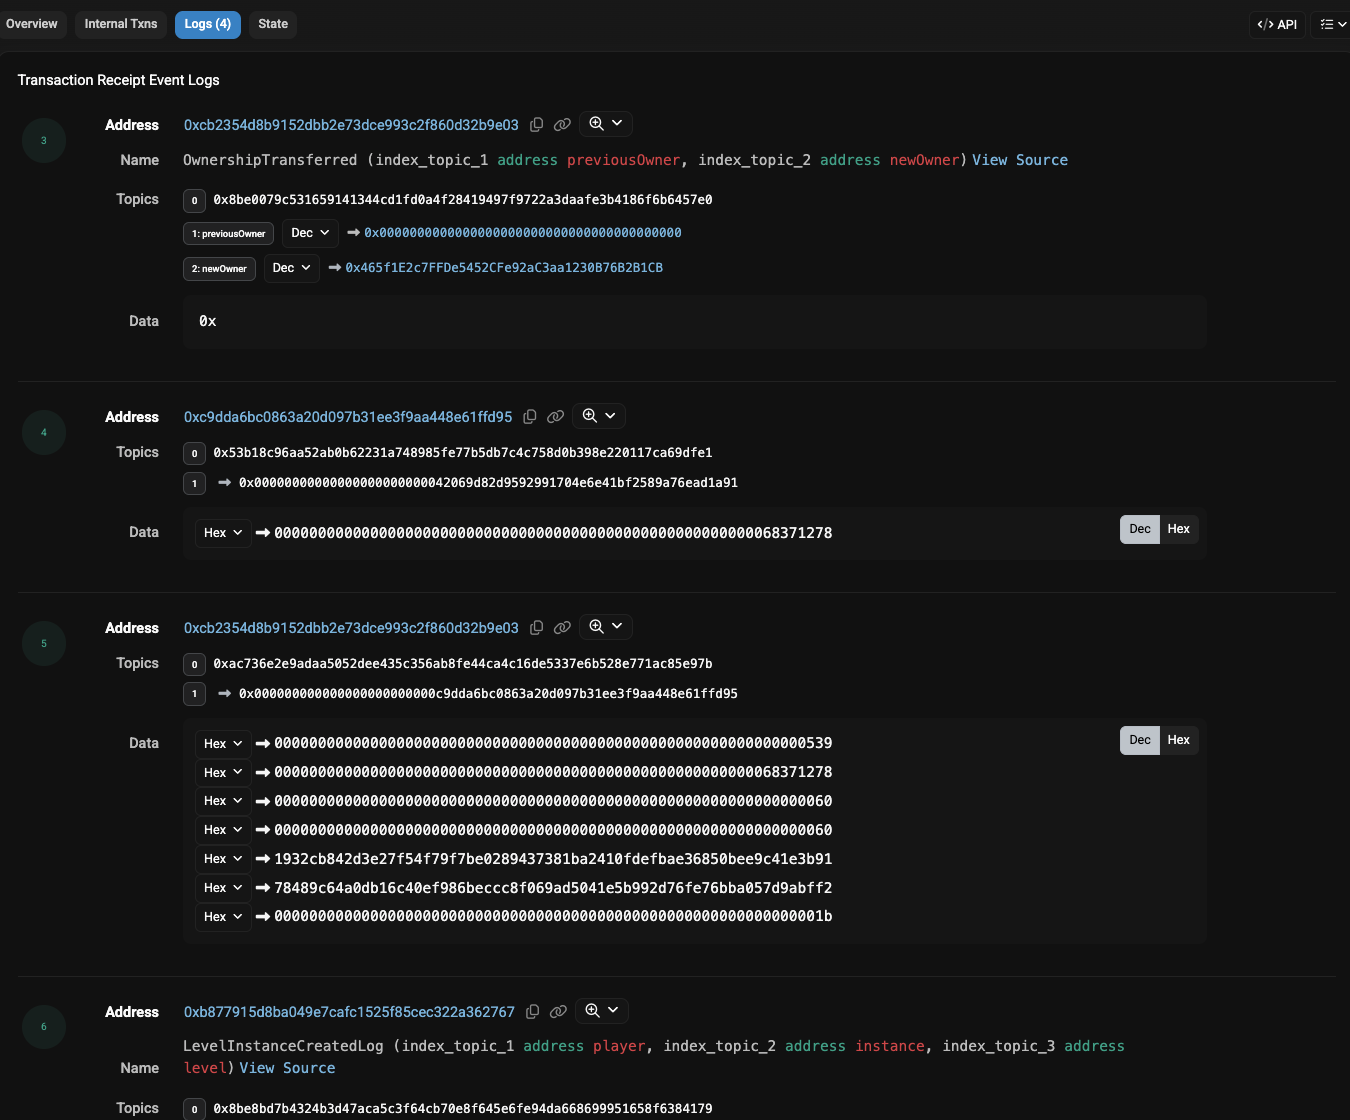 Overview Internal Txns Logs (4) State </> API
Transaction Receipt Event Logs
3 Address 0xcb2354d8b9152dbb2e73dce993c2f860d32b9e03
Name OwnershipTransferred (index_topic_1 address previousOwner, index_topic_2 address newOwner) View Source
Topics 0 0x8be0079c531659141344cd1fd0a4f28419497f9722a3daafe3b4186f6b6457e0
1: previousOwner Dec → 0x0000000000000000000000000000000000000000
2: newOwner Dec → 0x465f1E2c7FFDe5452CFe92aC3aa1230B76B2B1CB
Data 0x
4 Address 0xc9dda6bc0863a20d097b31ee3f9aa448e61ffd95
Topics 0 0x53b18c96aa52ab0b62231a748985fe77b5db7c4c758d0b398e220117ca69dfe1
1 → 0x00000000000000000000000042069d82d9592991704e6e41bf2589a76ead1a91
Data Hex → 0000000000000000000000000000000000000000000000000000000068371278 Dec Hex
5 Address 0xcb2354d8b9152dbb2e73dce993c2f860d32b9e03
Topics 0 0xac736e2e9adaa5052dee435c356ab8fe44ca4c16de5337e6b528e771ac85e97b
1 → 0x000000000000000000000000c9dda6bc0863a20d097b31ee3f9aa448e61ffd95
Data Hex → 0000000000000000000000000000000000000000000000000000000000000539 Dec Hex
Hex → 0000000000000000000000000000000000000000000000000000000068371278
Hex → 0000000000000000000000000000000000000000000000000000000000000060
Hex → 0000000000000000000000000000000000000000000000000000000000000060
Hex → 1932cb842d3e27f54f79f7be0289437381ba2410fdefbae36850bee9c41e3b91
Hex → 78489c64a0db16c40ef986beccc8f069ad5041e5b992d76fe76bba057d9abff2
Hex → 000000000000000000000000000000000000000000000000000000000000001b
6 Address 0xb877915d8ba049e7cafc1525f85cec322a362767
LevelInstanceCreatedLog (index_topic_1 address player, index_topic_2 address instance, index_topic_3 address
Name level) View Source
Topics 0 0x8be8bd7b4324b3d47aca5c3f64cb70e8f645e6fe94da668699951658f6384179